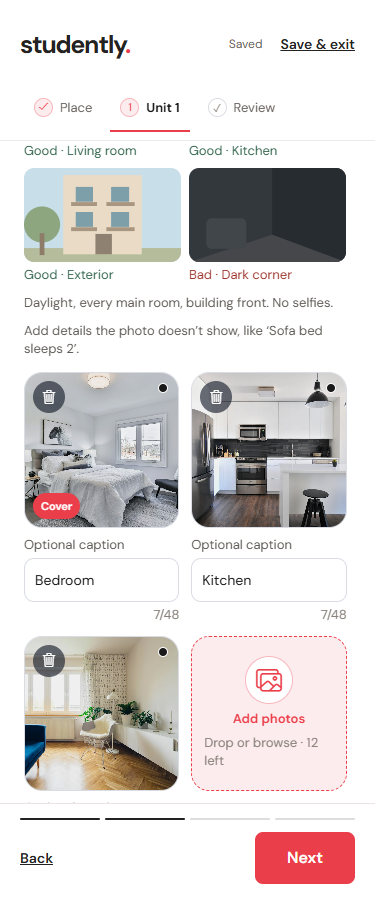 studently.
Saved
Save & exit
Place
1
Unit 1
Review
Good · Living room
Good · Kitchen
Good · Exterior
Bad · Dark corner
Daylight, every main room, building front. No selfies.
Add details the photo doesn’t show, like ‘Sofa bed
sleeps 2’.
Cover
Optional caption
Optional caption
Bedroom
Kitchen
7/48
7/48
Add photos
Drop or browse · 12
left
Back
Next